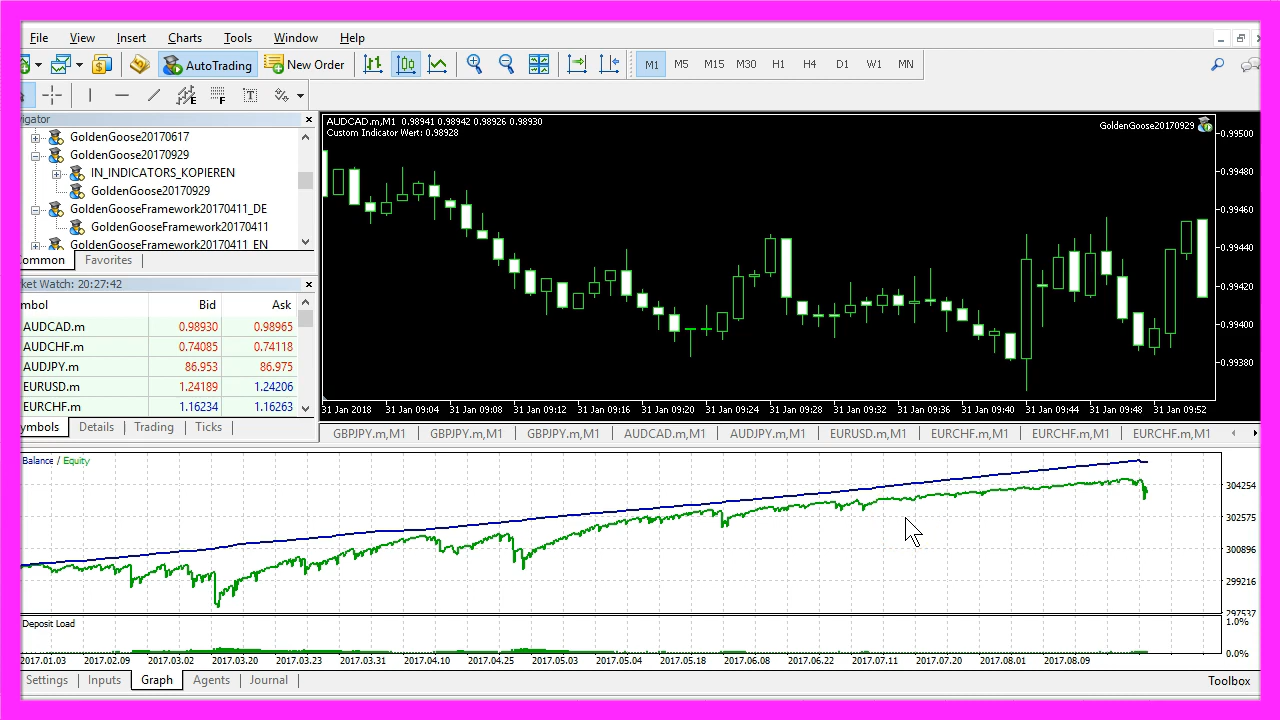 File View Insert Charts Tools Window Help
AutoTrading New Order M1 M5 M15 M30 H1 H4 D1 W1 MN
E F T
vigator
GoldenGoose20170617
GoldenGoose20170929
IN_INDICATORS_KOPIEREN
GoldenGoose20170929
GoldenGooseFramework20170411_DE
GoldenGooseFramework20170411
GoldenGooseFramework20170411_EN
ommon Favorites
ket Watch: 20:27:42
mbol Bid Ask
AUDCAD.m 0.98930 0.98965
AUDCHF.m 0.74085 0.74118
AUDJPY.m 86.953 86.975
EURUSD.m 1.24189 1.24206
EURCHF.m 1.16234 1.16263
ymbols Details Trading Ticks
AUDCAD.m,M1 0.98941 0.98942 0.98926 0.98930
Custom Indicator Wert: 0.98928
GoldenGoose20170929
0.99500
0.99480
0.99460
0.99440
0.99420
0.99400
0.99380
31 Jan 2018 31 Jan 09:04 31 Jan 09:08 31 Jan 09:12 31 Jan 09:16 31 Jan 09:20 31 Jan 09:24 31 Jan 09:28 31 Jan 09:32 31 Jan 09:36 31 Jan 09:40 31 Jan 09:44 31 Jan 09:48 31 Jan 09:52
GBPJPY.m,M1 GBPJPY.m,M1 GBPJPY.m,M1 AUDCAD.m,M1 AUDJPY.m,M1 EURUSD.m,M1 EURCHF.m,M1 EURCHF.m,M1 EURCHF.m,M1
Balance / Equity
304254
302575
300896
299216
297537
Deposit Load
1.0%
0.0%
2017.01.03 2017.02.09 2017.03.02 2017.03.20 2017.03.23 2017.03.31 2017.04.10 2017.04.25 2017.05.03 2017.05.04 2017.05.18 2017.06.08 2017.06.22 2017.07.11 2017.07.20 2017.08.01 2017.08.09
Settings Inputs Graph Agents Journal Toolbox